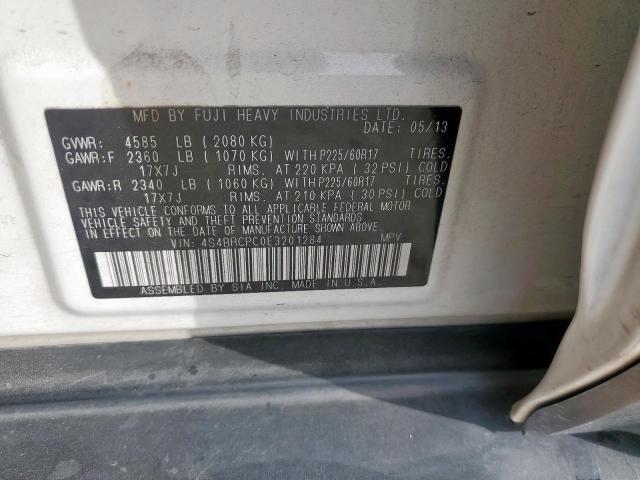 MFD BY FUJI HEAVY INDUSTRIES LTD.
DATE: 05/13
GVWR: 4585 LB (2080 KG)
GAWR:F 2360 LB (1070 KG) WITH P225/60R17 TIRES.
17X7J RIMS. AT 220 KPA (32 PSI) COLD
GAWR:R 2340 LB (1060 KG) WITH P225/60R17 TIRES.
17X7J RIMS. AT 210 KPA (30 PSI) COLD
THIS VEHICLE CONFORMS TO ALL APPLICABLE FEDERAL MOTOR
VEHICLE SAFETY AND THEFT PREVENTION STANDARDS
IN EFFECT ON THE DATE OF MANUFACTURE SHOWN ABOVE.
VIN: 4S4BRCPC0E3201284 MPV
ASSEMBLED BY SIA INC. MADE IN U.S.A.